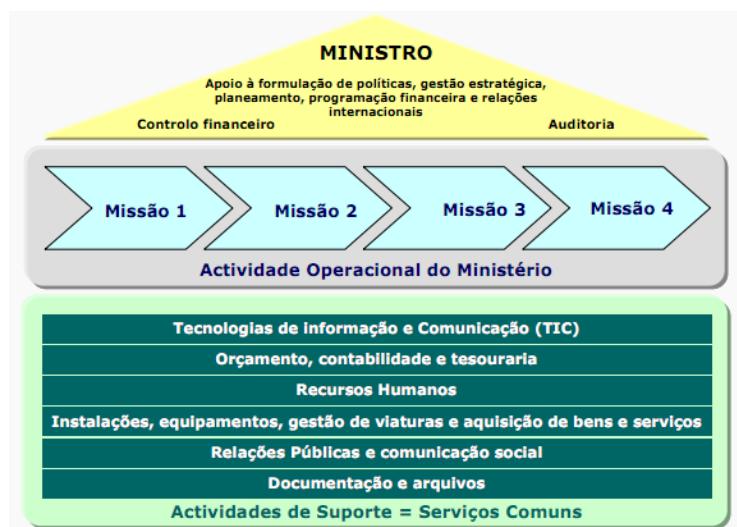 MINISTRO
Apoio à formulação de políticas, gestão estratégica,
planeamento, programação financeira e relações
internacionais
Controlo financeiro
Auditoria
Missão 1
Missão 2
Missão 3
Missão 4
Actividade Operacional do Ministério
Tecnologias de informação e Comunicação (TIC)
Orçamento, contabilidade e tesouraria
Recursos Humanos
Instalações, equipamentos, gestão de viaturas e aquisição de bens e serviços
Relações Públicas e comunicação social
Documentação e arquivos
Actividades de Suporte = Serviços Comuns